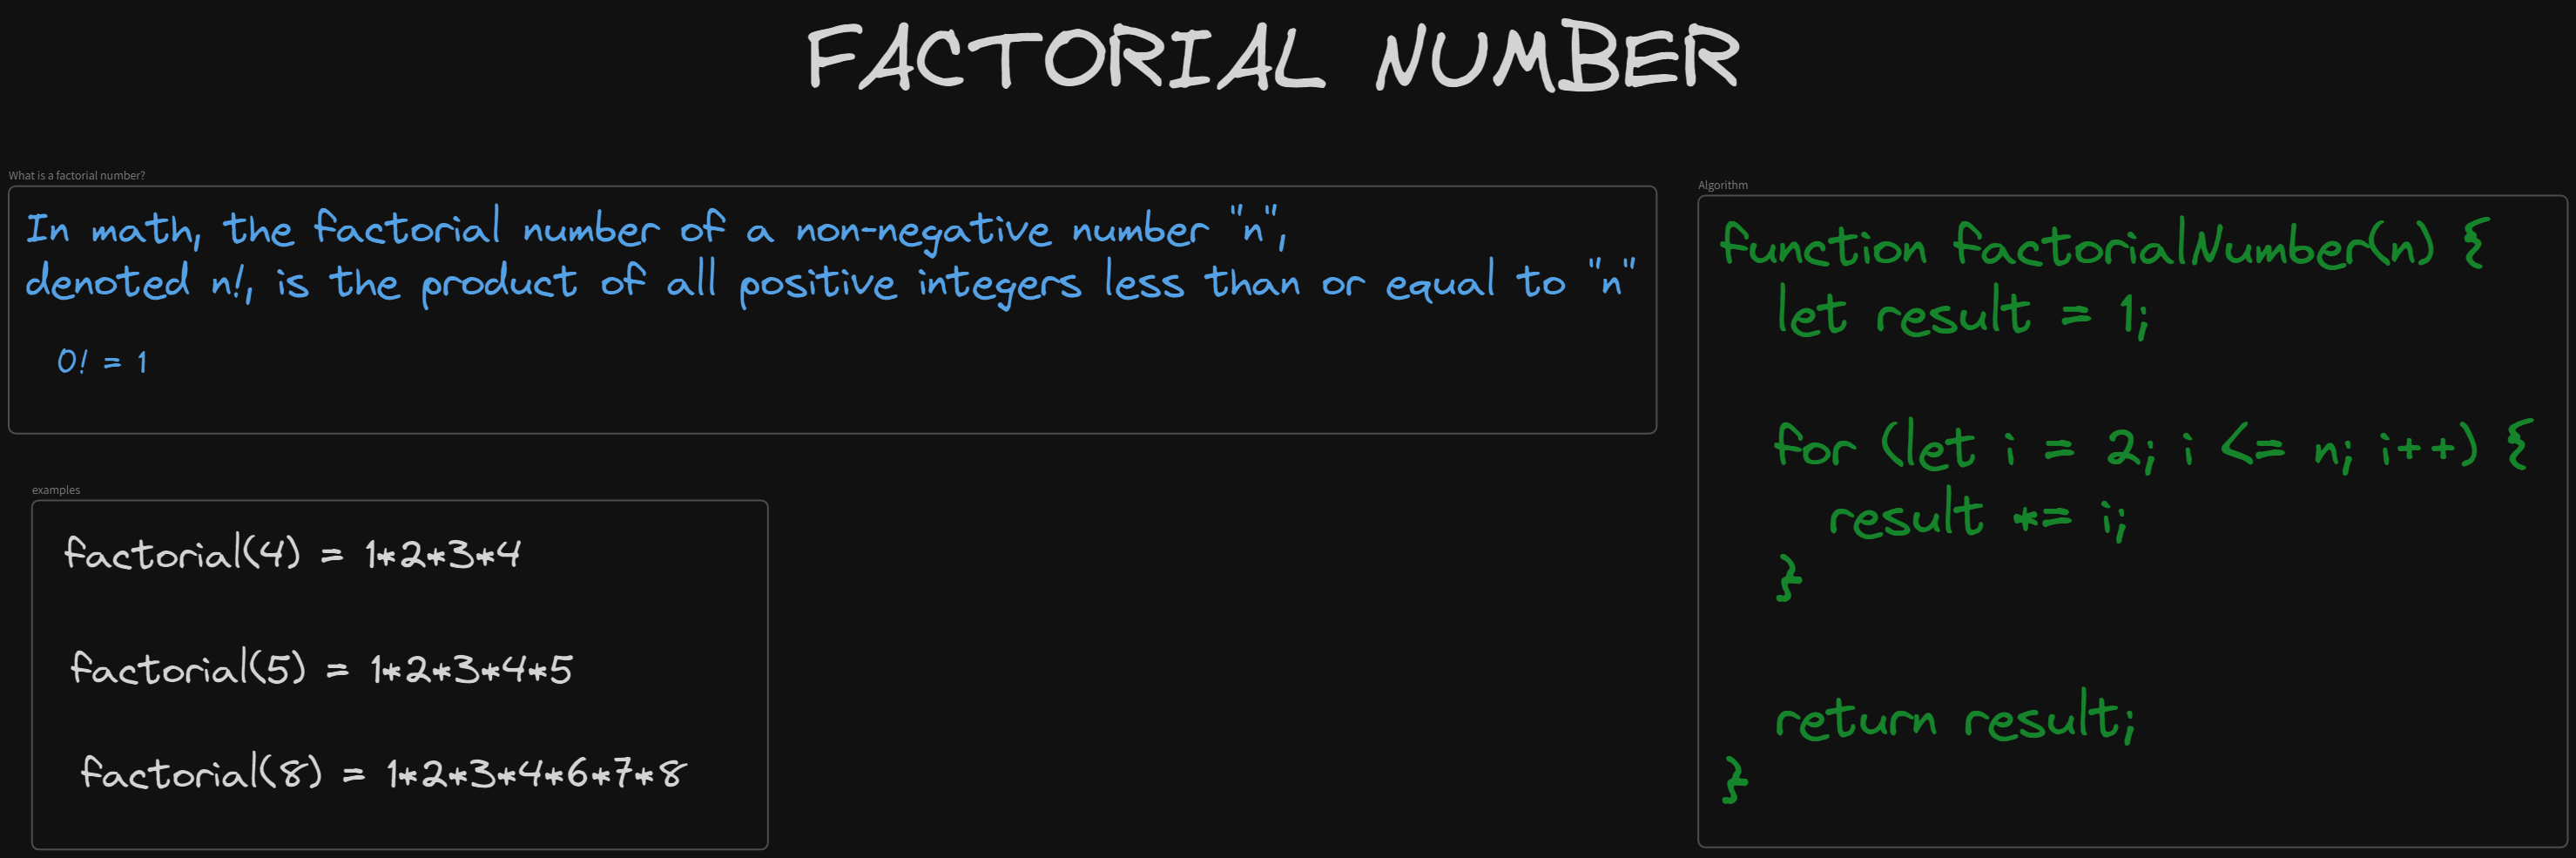 FACTORIAL NUMBER
What is a factorial number?
In math, the factorial number of a non-negative number "n",
denoted n!, is the product of all positive integers less than or equal to "n"
0! = 1
examples
factorial(4) = 1*2*3*4
factorial(5) = 1*2*3*4*5
factorial(8) = 1*2*3*4*6*7*8
Algorithm
function factorialNumber(n) {
let result = 1;
for (let i = 2; i <= n; i++) {
result *= i;
}
return result;
}